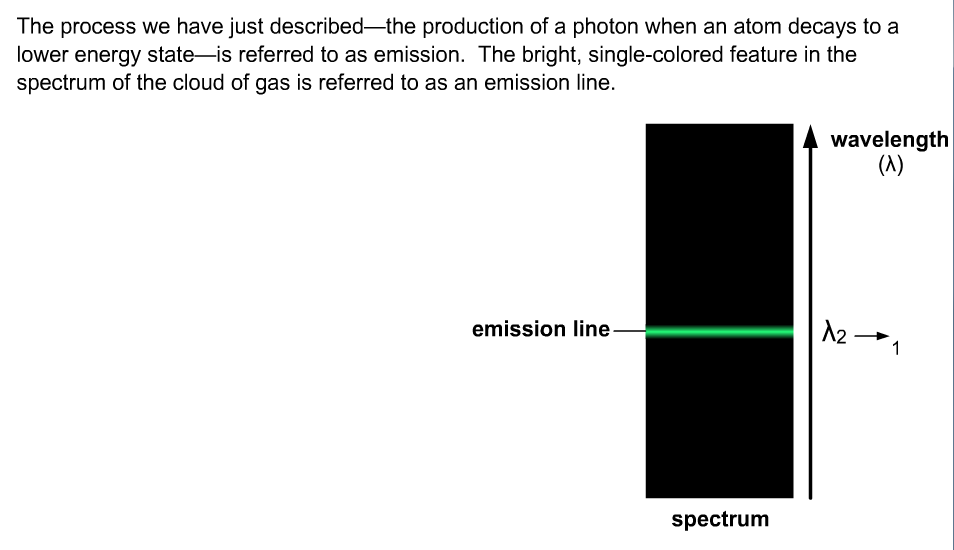 The process we have just described—the production of a photon when an atom decays to a
lower energy state—is referred to as emission.  The bright, single-colored feature in the
spectrum of the cloud of gas is referred to as an emission line.
wavelength
(λ)
emission line
λ2 → 1
spectrum